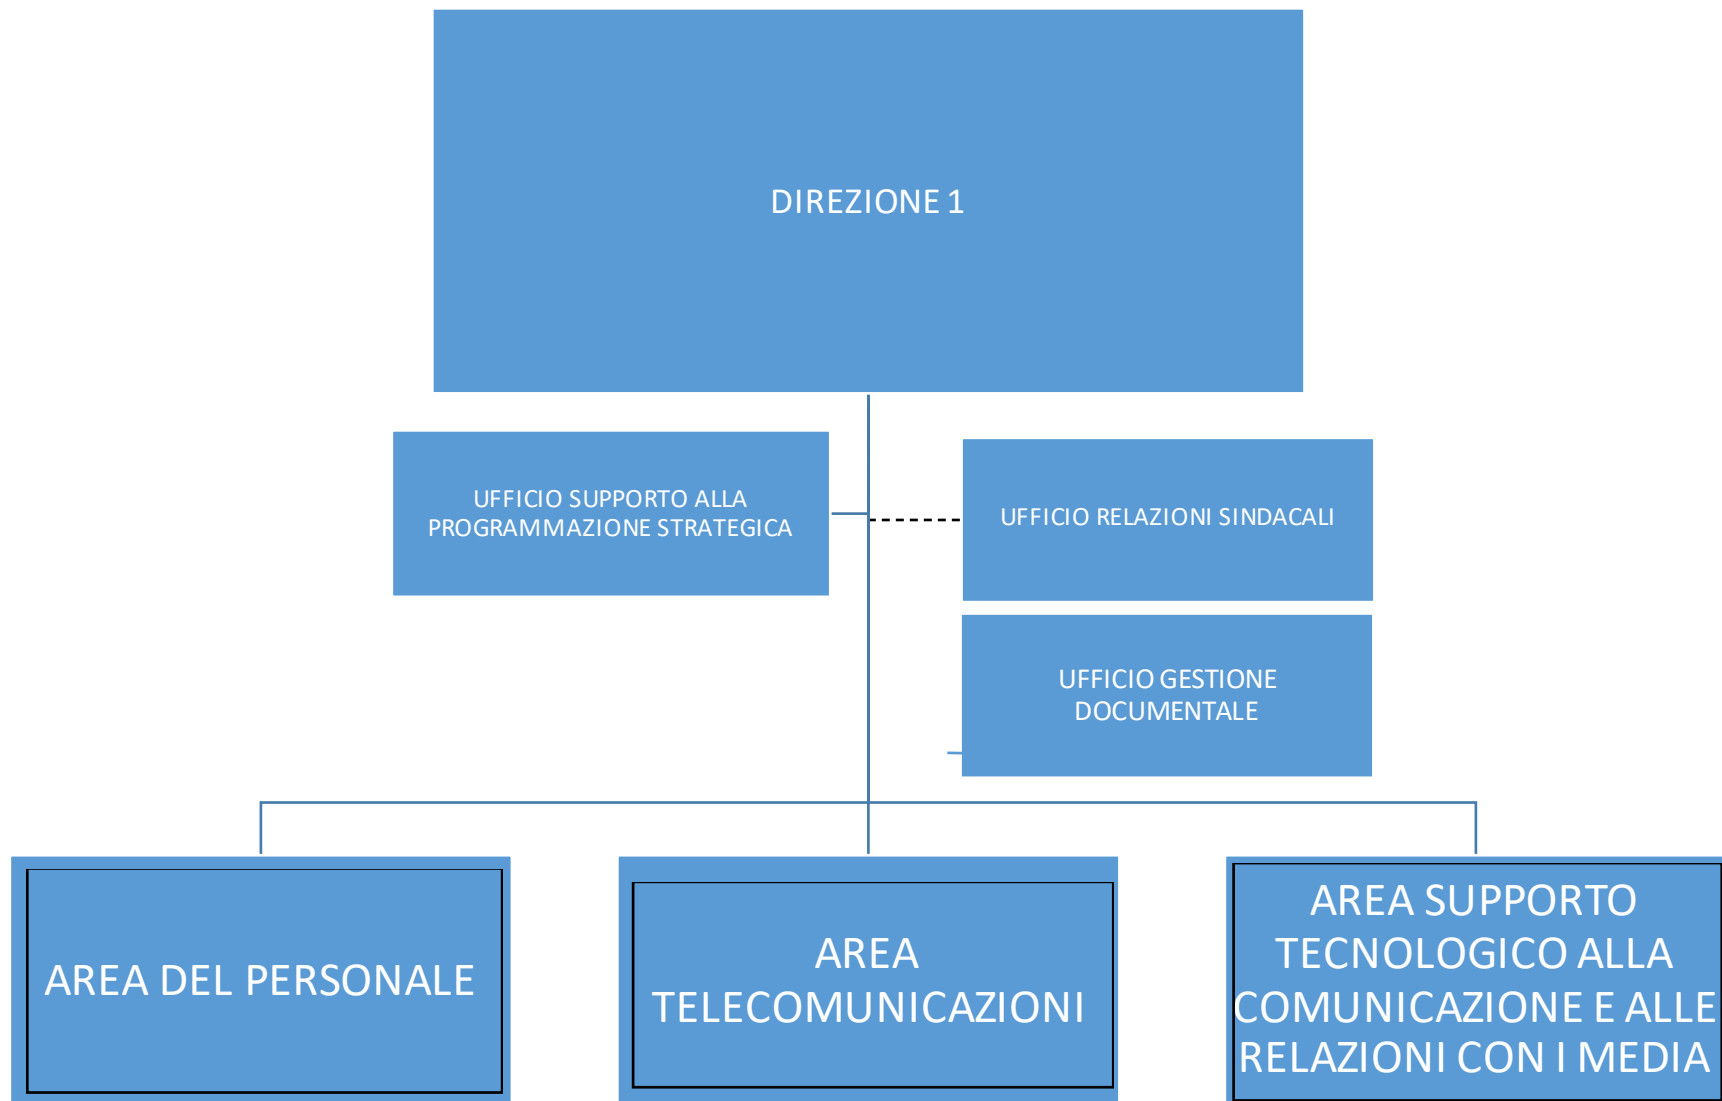 DIREZIONE 1
UFFICIO SUPPORTO ALLA
PROGRAMMAZIONE STRATEGICA
UFFICIO RELAZIONI SINDACALI
UFFICIO GESTIONE
DOCUMENTALE
AREA DEL PERSONALE
AREA
TELECOMUNICAZIONI
AREA SUPPORTO
TECNOLOGICO ALLA
COMUNICAZIONE E ALLE
RELAZIONI CON I MEDIA